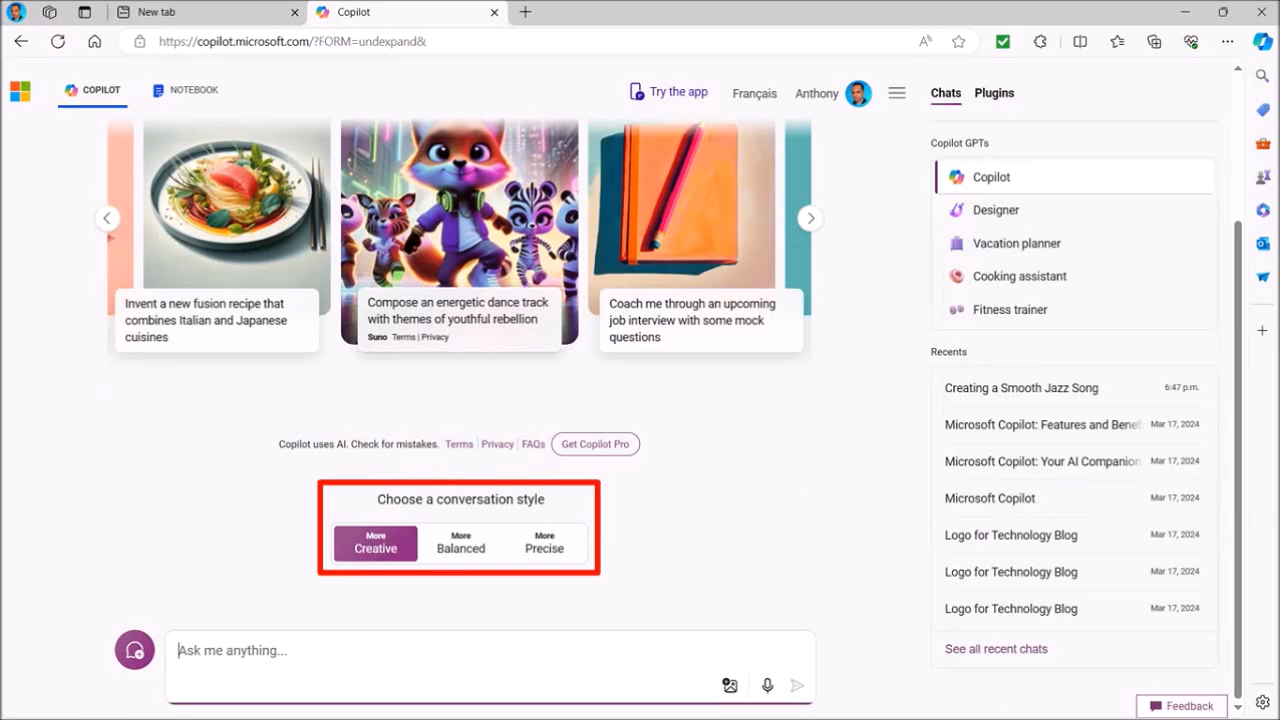 New tab
Copilot
https://copilot.microsoft.com/?FORM=undexpand&
COPILOT
NOTEBOOK
Try the app
Français
Anthony
Invent a new fusion recipe that
combines Italian and Japanese
cuisines
Compose an energetic dance track
with themes of youthful rebellion
Suno Terms | Privacy
Coach me through an upcoming
job interview with some mock
questions
Copilot uses AI. Check for mistakes. Terms | Privacy | FAQs Get Copilot Pro
Choose a conversation style
More
Creative
More
Balanced
More
Precise
Ask me anything...
Chats Plugins
Copilot GPTs
Copilot
Designer
Vacation planner
Cooking assistant
Fitness trainer
Recents
Creating a Smooth Jazz Song 6:47 p.m.
Microsoft Copilot: Features and Benef Mar 17, 2024
Microsoft Copilot: Your AI Companion Mar 17, 2024
Microsoft Copilot Mar 17, 2024
Logo for Technology Blog Mar 17, 2024
Logo for Technology Blog Mar 17, 2024
Logo for Technology Blog Mar 17, 2024
See all recent chats
Feedback